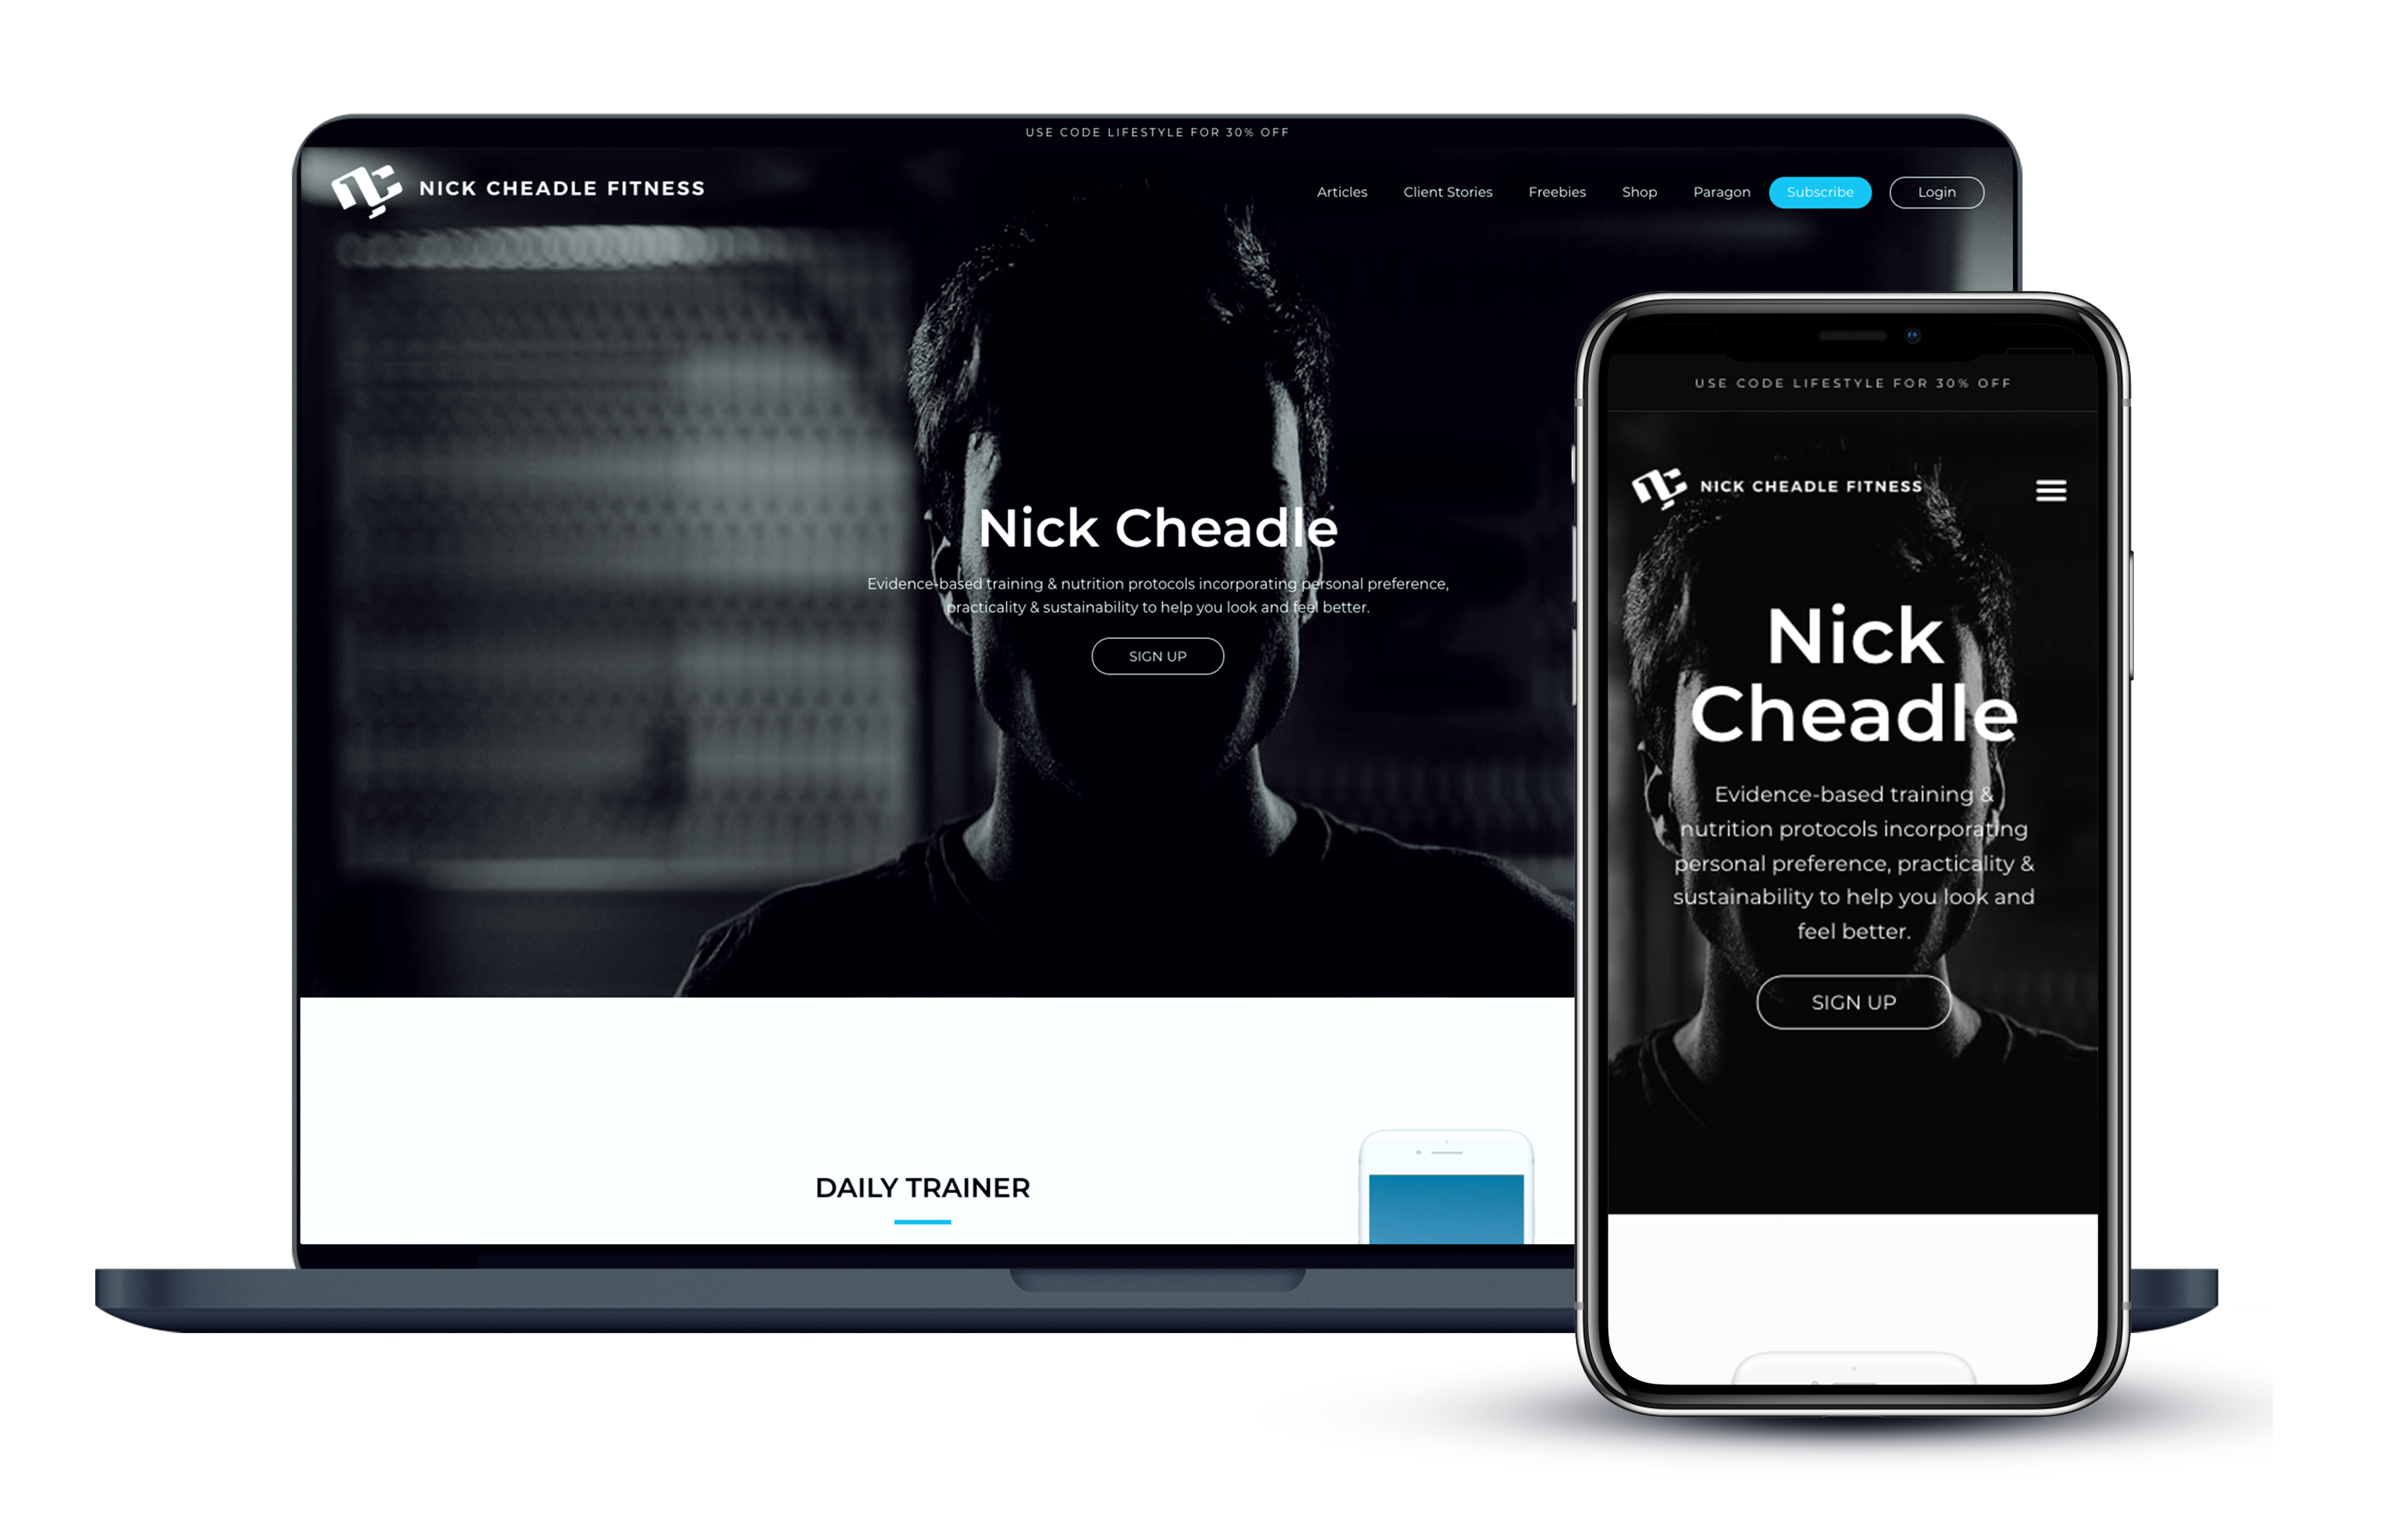 USE CODE LIFESTYLE FOR 30% OFF
NICK CHEADLE FITNESS
Articles Client Stories Freebies Shop Paragon Subscribe Login
Nick Cheadle
Evidence-based training & nutrition protocols incorporating personal preference,
practicality & sustainability to help you look and feel better.
SIGN UP
DAILY TRAINER
USE CODE LIFESTYLE FOR 30% OFF
NICK CHEADLE FITNESS
Nick
Cheadle
Evidence-based training &
nutrition protocols incorporating
personal preference, practicality &
sustainability to help you look and
feel better.
SIGN UP